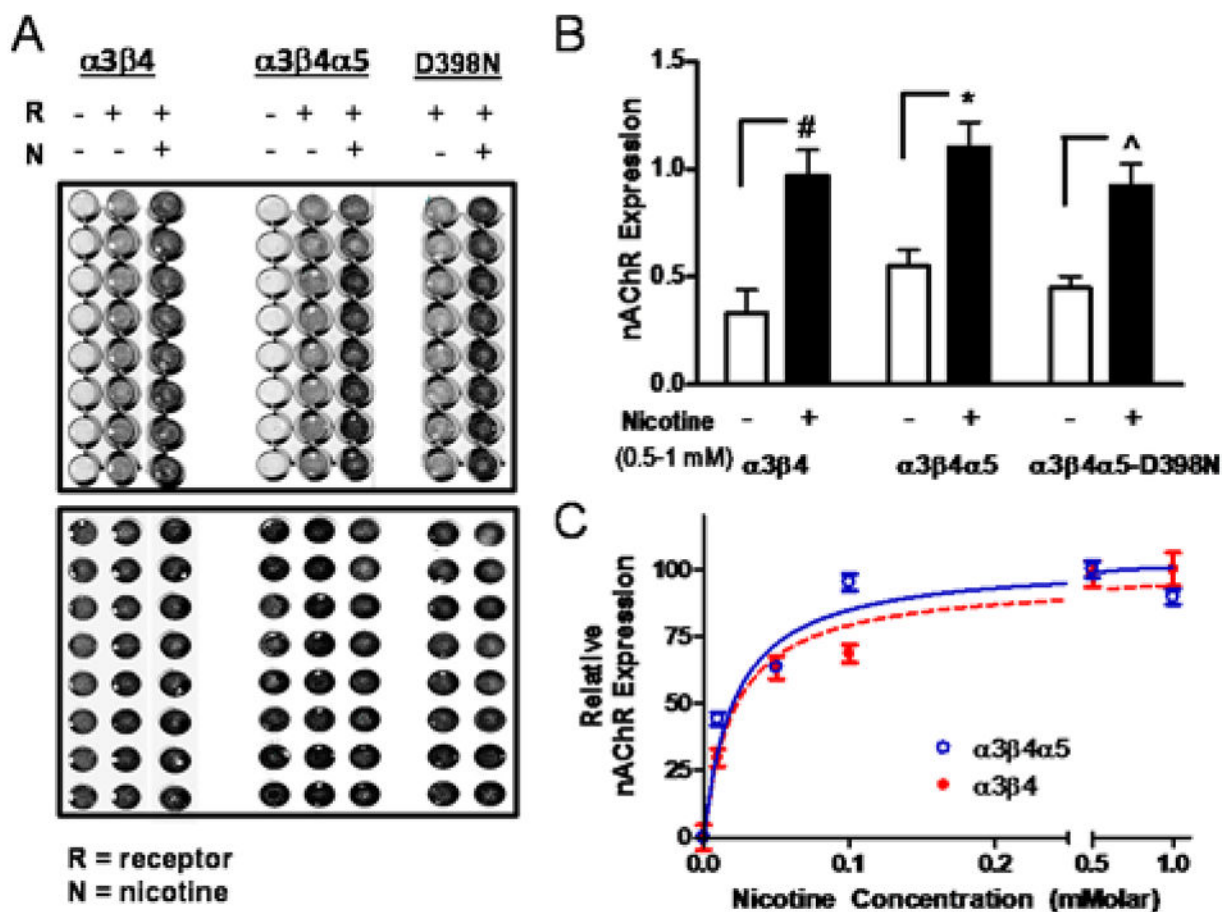 A
α3β4 α3β4α5 D398N
R - + + - + + + +
N - - + - - + - +
R = receptor
N = nicotine
B
nAChR Expression
1.5
1.0
0.5
0.0
# * ^
Nicotine - + - + - +
(0.5-1 mM) α3β4 α3β4α5 α3β4α5-D398N
C
Relative
nAChR Expression
100
75
50
25
0
α3β4α5
α3β4
0.0 0.1 0.2 0.5 1.0
Nicotine Concentration (mMolar)